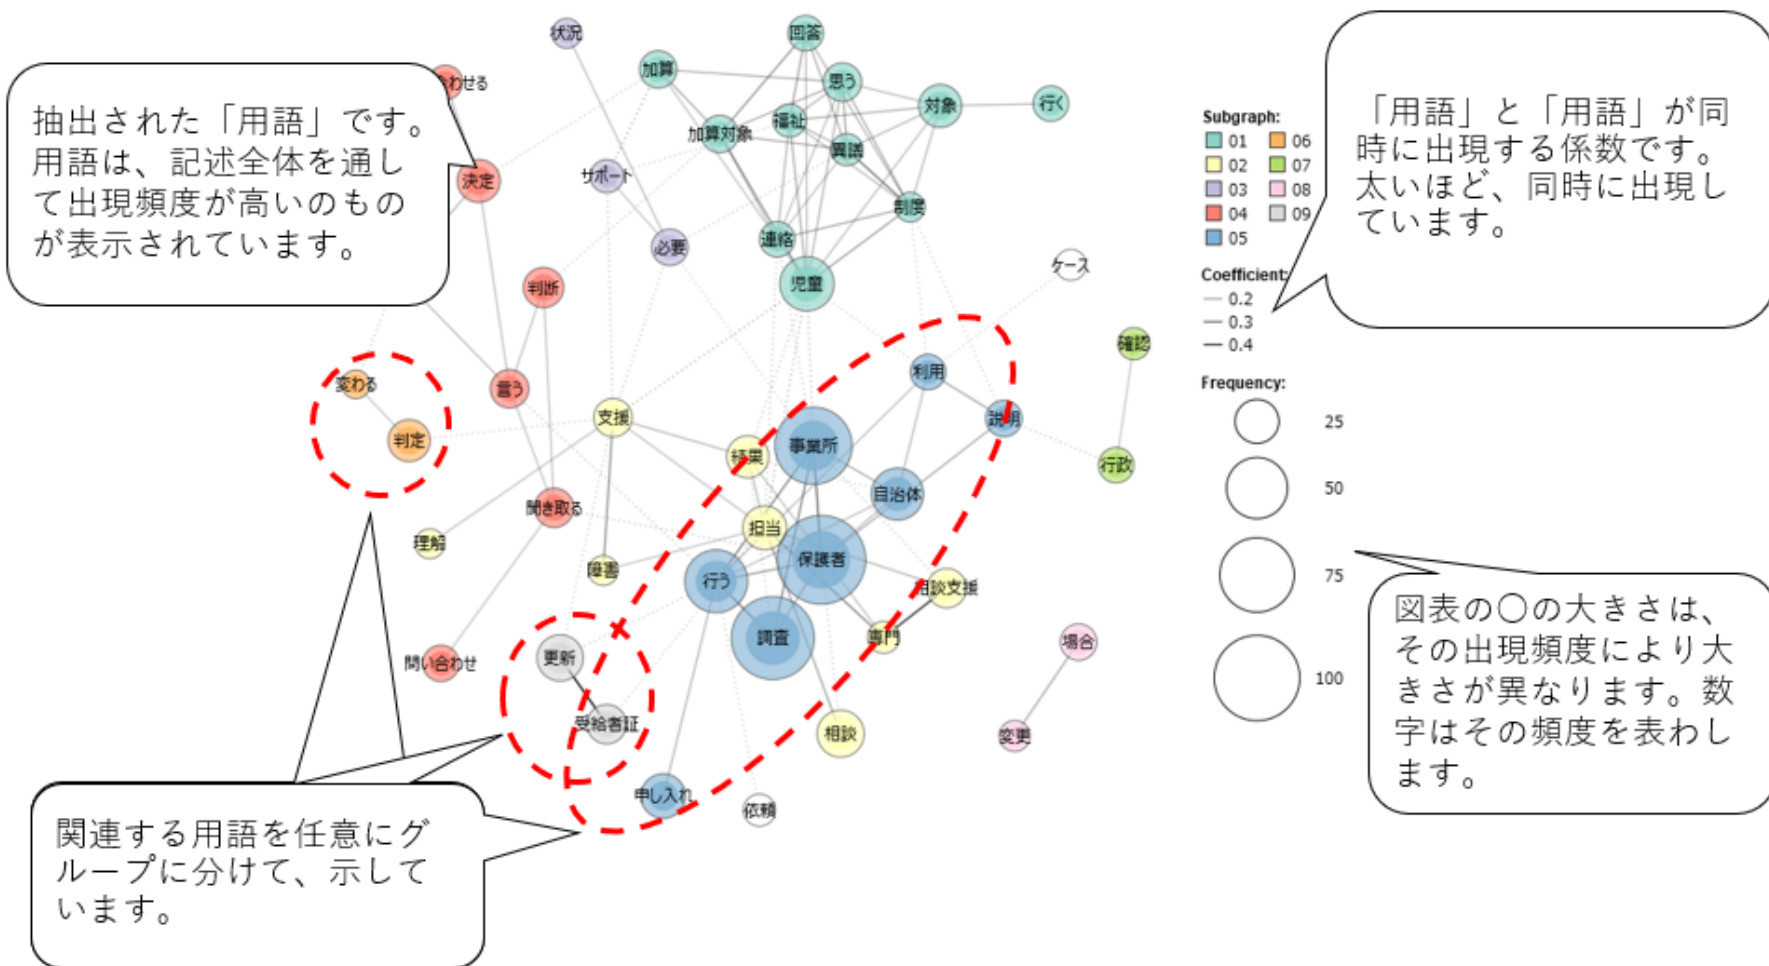 状況
回答
加算
思う
わせる
対象
行く
福祉
加算対象
異議
サポート
決定
制度
連絡
必要
ケース
判断
児童
確認
利用
変わる
言う
支援
説明
判定
事業所
結果
行政
自治体
聞き取る
担当
理解
保護者
障害
行う
相談支援
調査
専門
場合
更新
問い合わせ
受給者証
相談
変更
申し入れ
依頼
抽出された「用語」です。
用語は、記述全体を通し
て出現頻度が高いのもの
が表示されています。
Subgraph:
01 06
02 07
03 08
04 09
05
Coefficient:
0.2
0.3
0.4
Frequency:
25
50
75
100
「用語」と「用語」が同
時に出現する係数です。
太いほど、同時に出現し
ています。
図表の〇の大きさは、
その出現頻度により大
きさが異なります。数
字はその頻度を表わし
ます。
関連する用語を任意にグ
ループに分けて、示して
います。